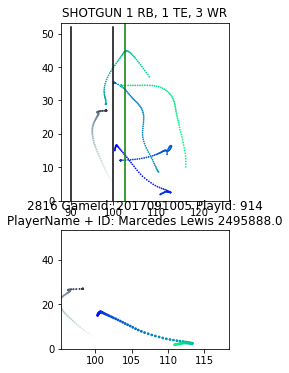 SHOTGUN 1 RB, 1 TE, 3 WR
50
40
30
20
10
0
90 100 110 120
2816 GameId: 2017091005 PlayId: 914
PlayerName + ID: Marcedes Lewis 2495888.0
40
20
0
100 105 110 115